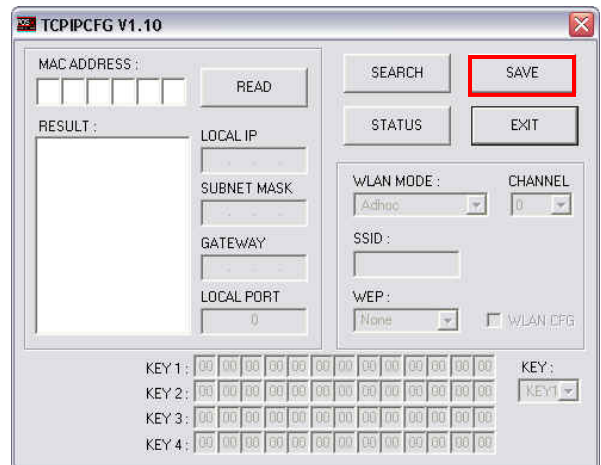 TCPIPCFG V1.10
MAC ADDRESS :
READ
SEARCH
SAVE
RESULT :
LOCAL IP
STATUS
EXIT
SUBNET MASK
WLAN MODE :
CHANNEL
Adhoc
0
GATEWAY
SSID :
LOCAL PORT
0
WEP :
None
WLAN CFG
KEY 1 : 00 00 00 00 00 00 00 00 00 00 00 00 00
KEY :
KEY 2 : 00 00 00 00 00 00 00 00 00 00 00 00 00
KEY1
KEY 3 : 00 00 00 00 00 00 00 00 00 00 00 00 00
KEY 4 : 00 00 00 00 00 00 00 00 00 00 00 00 00